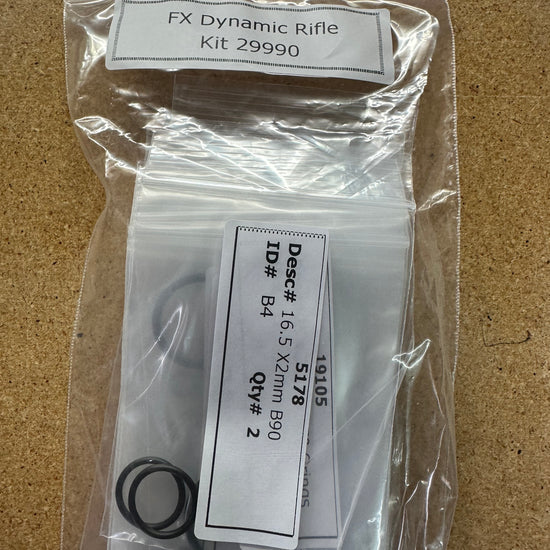 FX Dynamic Rifle
Kit 29990
5178
Desc# 16.5 X2mm B90
ID# B4 Qty# 2
19105